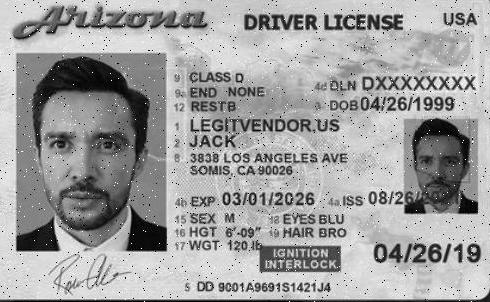 Arizona DRIVER LICENSE USA
9 CLASS D
9a END NONE
12 RESTB
4d DLN DXXXXXXXX
3 DOB 04/26/1999
1 LEGITVENDOR.US
2 JACK
8 3838 LOS ANGELES AVE
SOMIS, CA 90026
4b EXP 03/01/2026 4a ISS 08/26/2021
15 SEX M 18 EYES BLU
16 HGT 6'-09" 19 HAIR BRO
17 WGT 120 lb
IGNITION
INTERLOCK
04/26/19
5 DD 9001A9691S1421J4